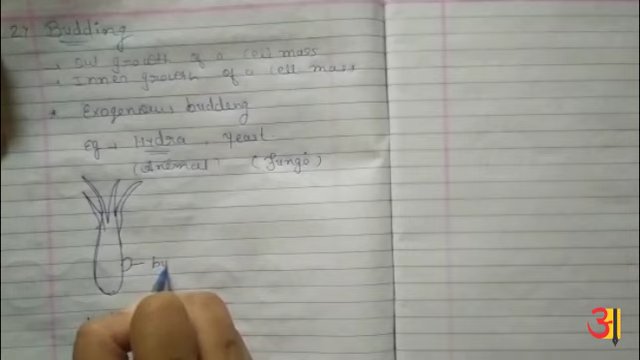 2) Budding
→ Out growth of a cell mass
→ Inner growth of a cell mass
* Exogenous budding
Eg → Hydra, Yeast.
(Animal) (Fungi)
bu